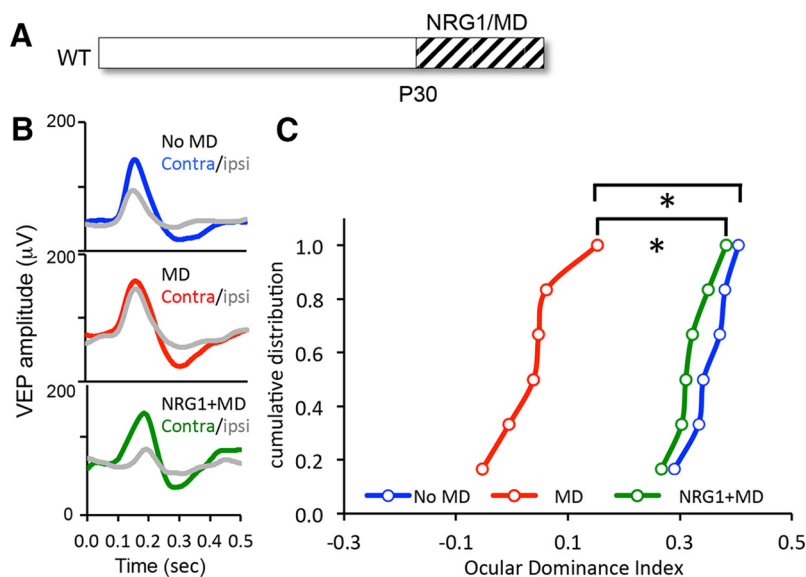 A
NRG1/MD
WT
P30
B
200
No MD
Contra/ipsi
200
MD
Contra/ipsi
200
NRG1+MD
Contra/ipsi
0
VEP amplitude (µV)
0.0 0.1 0.2 0.3 0.4 0.5
Time (sec)
C
*
*
1.0
0.8
0.6
0.4
0.2
0.0
cumulative distribution
No MD MD NRG1+MD
-0.3 -0.1 0.1 0.3 0.5
Ocular Dominance Index